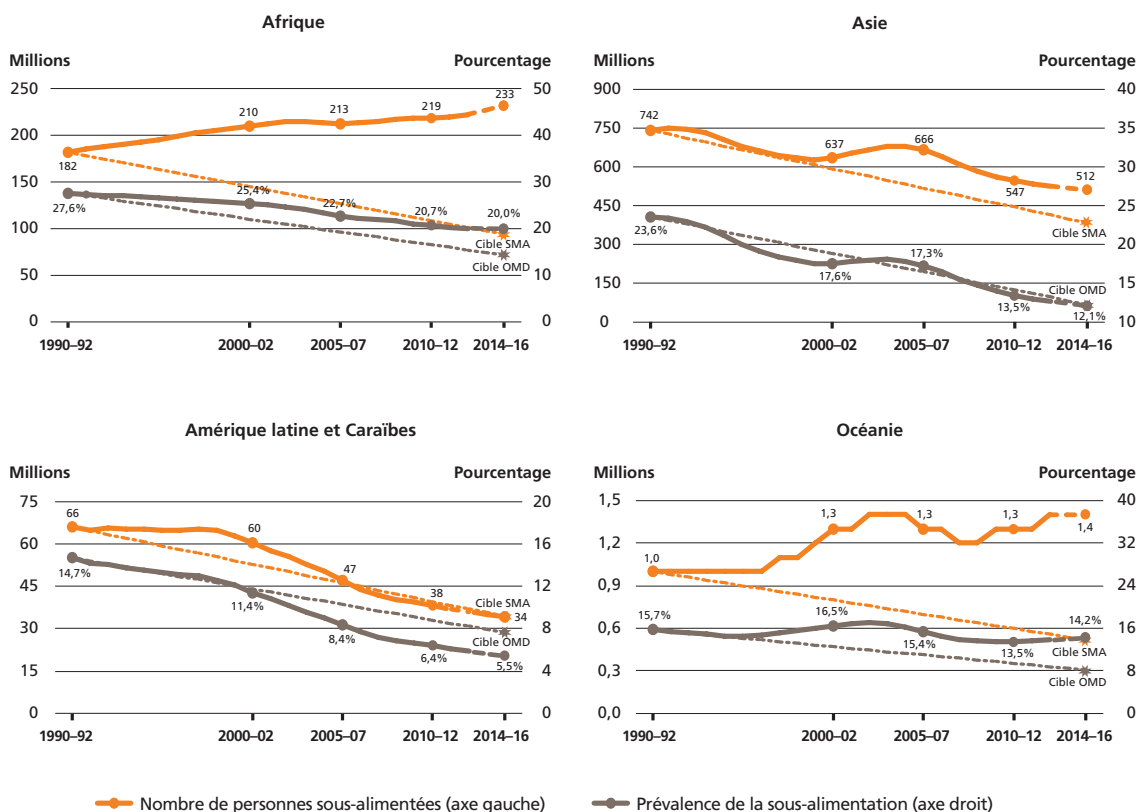 Afrique
Millions Pourcentage
250 50
233
210 213 219
200 40
182
150 30
27,6% 25,4% 22,7% 20,7% 20,0%
100 20
Cible SMA
Cible OMD
50 10
0 0
1990–92 2000–02 2005–07 2010–12 2014–16
Asie
Millions Pourcentage
900 40
742
750 35
637 666
600 30
547 512
450 25
Cible SMA
23,6%
300 20
17,6% 17,3%
150 15
Cible OMD
13,5% 12,1%
0 10
1990–92 2000–02 2005–07 2010–12 2014–16
Amérique latine et Caraïbes
Millions Pourcentage
75 20
66
60
60 16
14,7%
47
45 12
11,4% 38
Cible SMA
34
30 8
8,4%
Cible OMD
6,4% 5,5%
15 4
0 0
1990–92 2000–02 2005–07 2010–12 2014–16
Océanie
Millions Pourcentage
1,5 40
1,3 1,3 1,3 1,4
1,2 32
1,0
0,9 24
15,7% 16,5% 15,4% 13,5% 14,2%
0,6 16
Cible SMA
Cible OMD
0,3 8
0,0 0
1990–92 2000–02 2005–07 2010–12 2014–16
Nombre de personnes sous-alimentées (axe gauche) Prévalence de la sous-alimentation (axe droit)